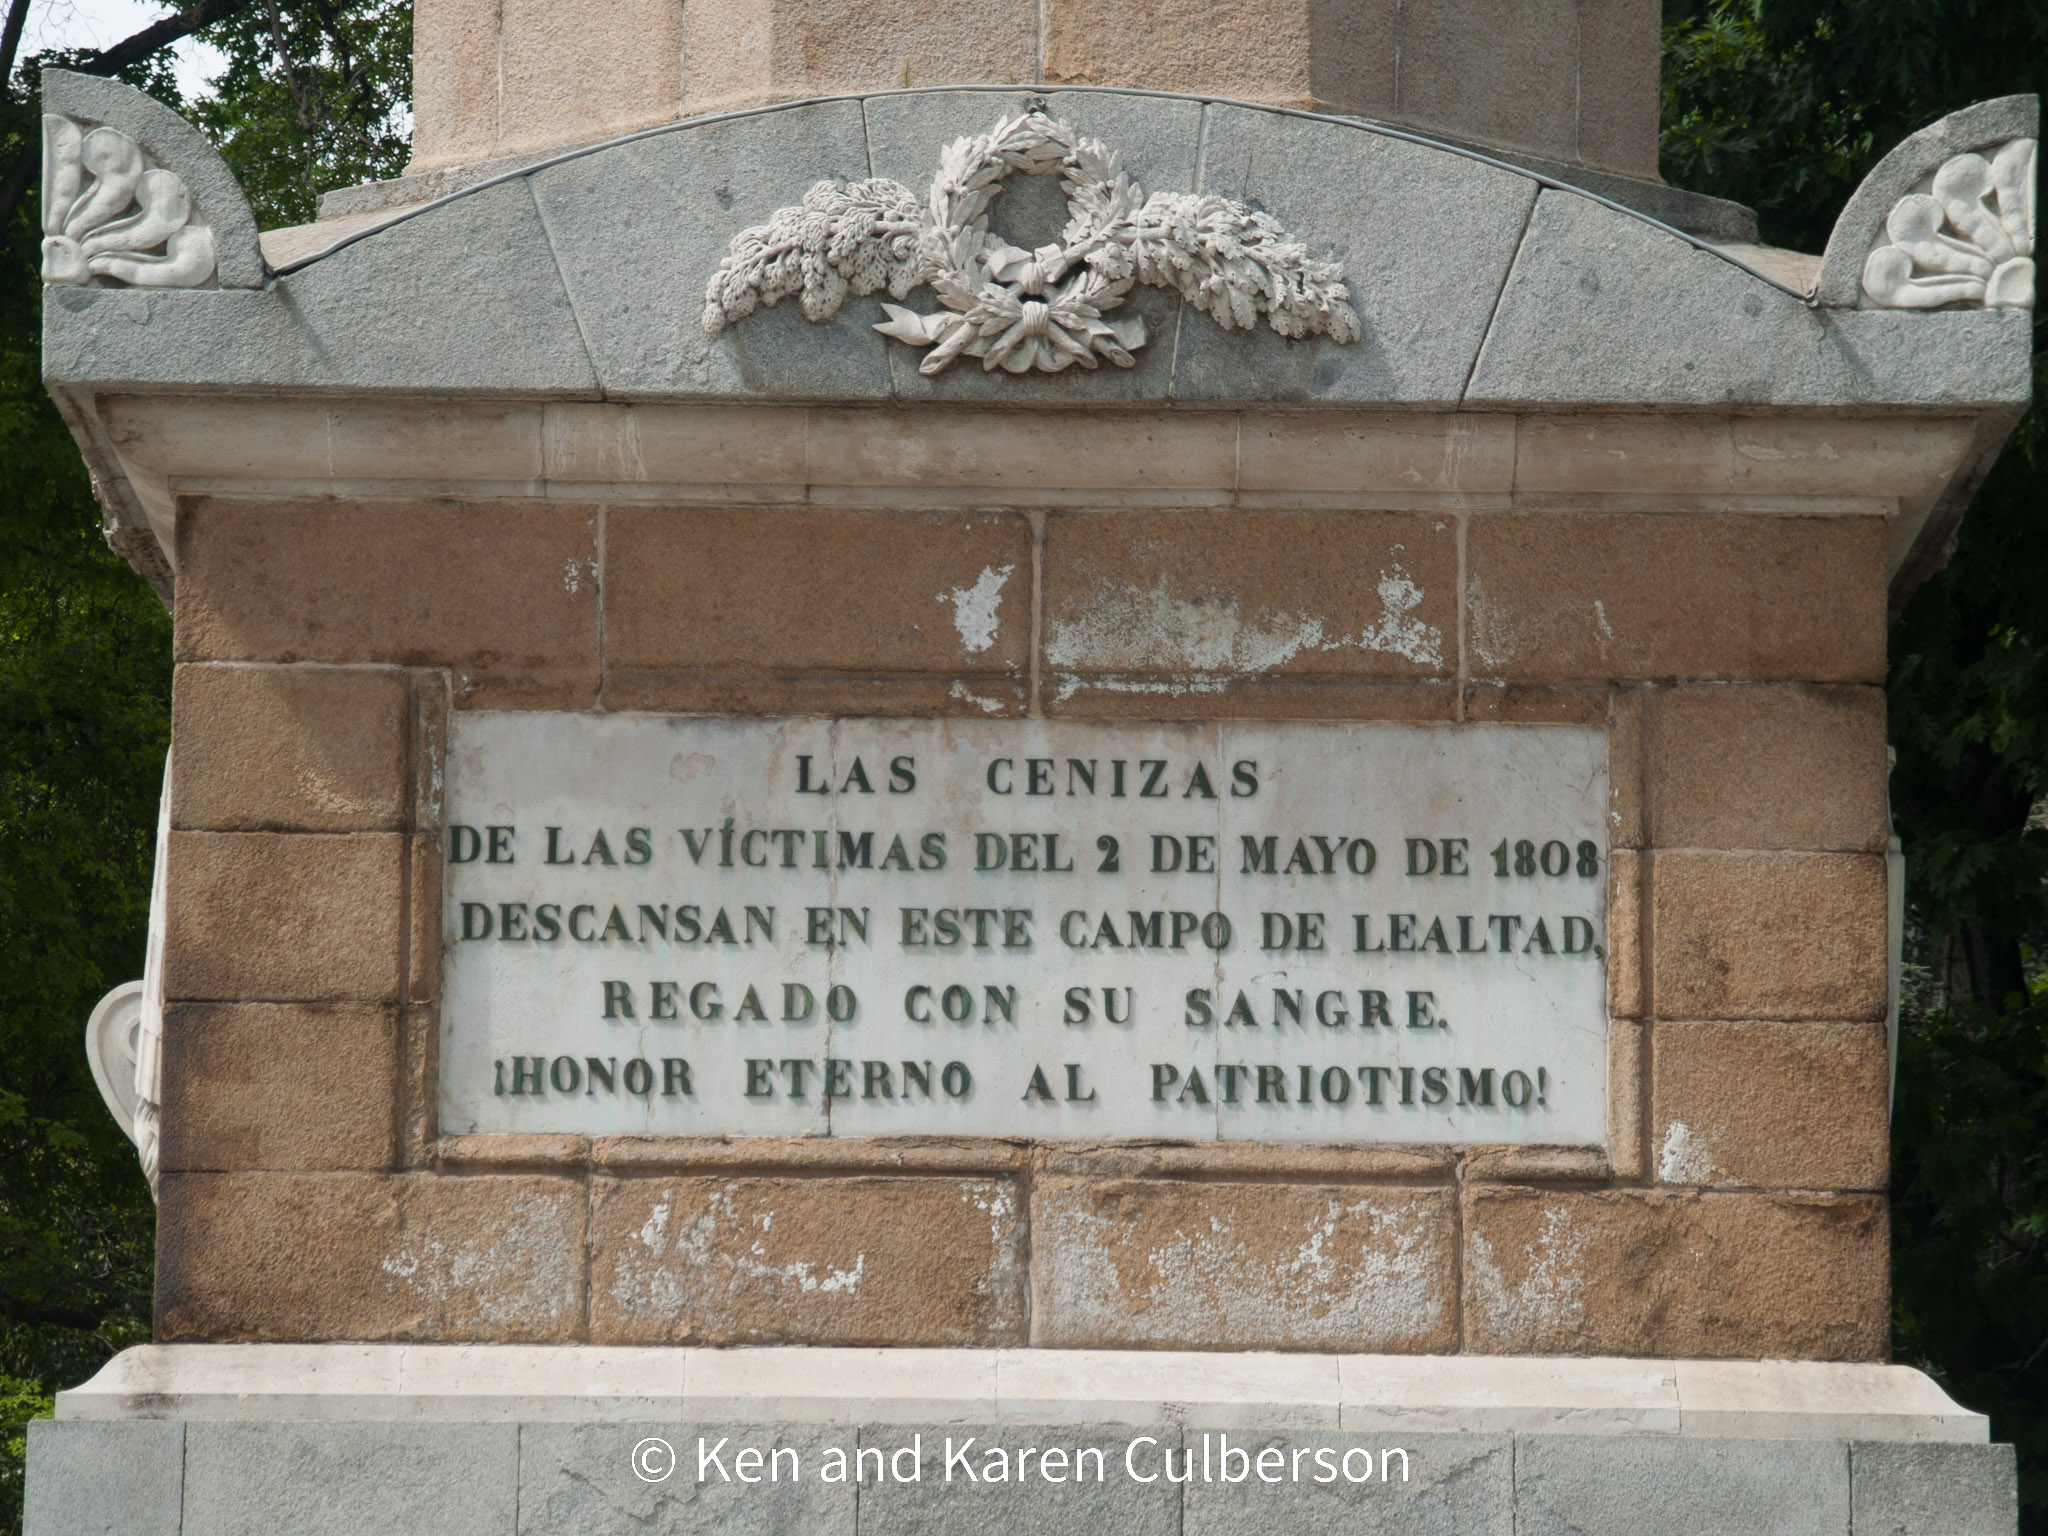 LAS CENIZAS
DE LAS VÍCTIMAS DEL 2 DE MAYO DE 1808
DESCANSAN EN ESTE CAMPO DE LEALTAD,
REGADO CON SU SANGRE.
¡HONOR ETERNO AL PATRIOTISMO!
© Ken and Karen Culberson